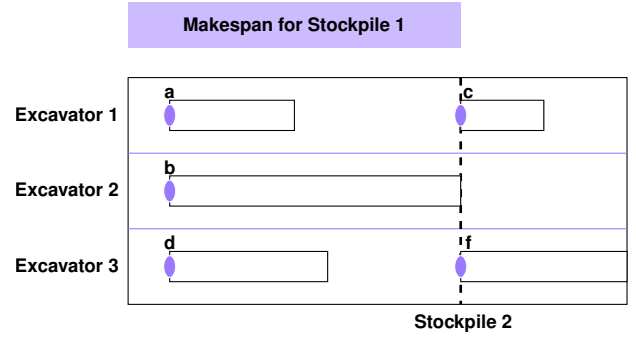 Makespan for Stockpile 1
a
c
Excavator 1
b
Excavator 2
d
f
Excavator 3
Stockpile 2